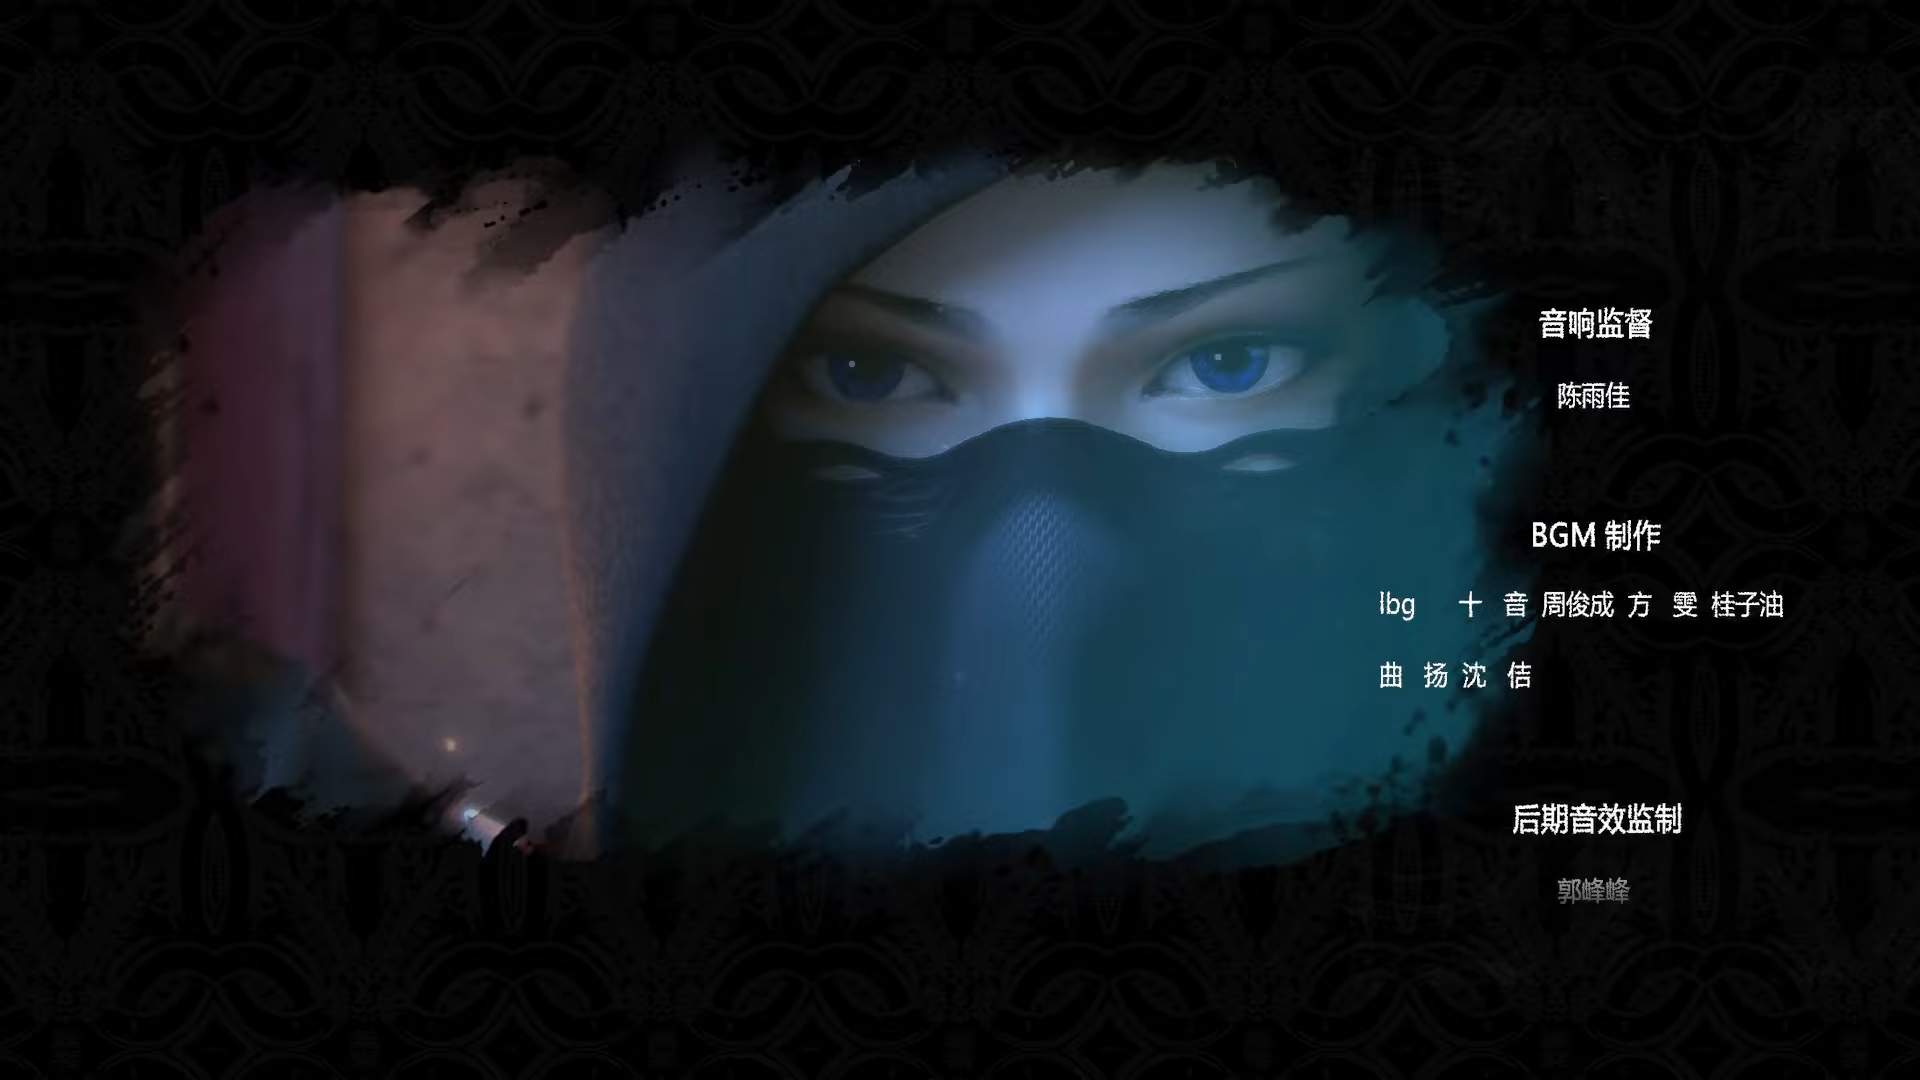 音响监督
陈雨佳
BGM 制作
lbg 十 音 周俊成 方 雯 桂子油
曲 扬 沈 佶
后期音效监制
郭峰峰